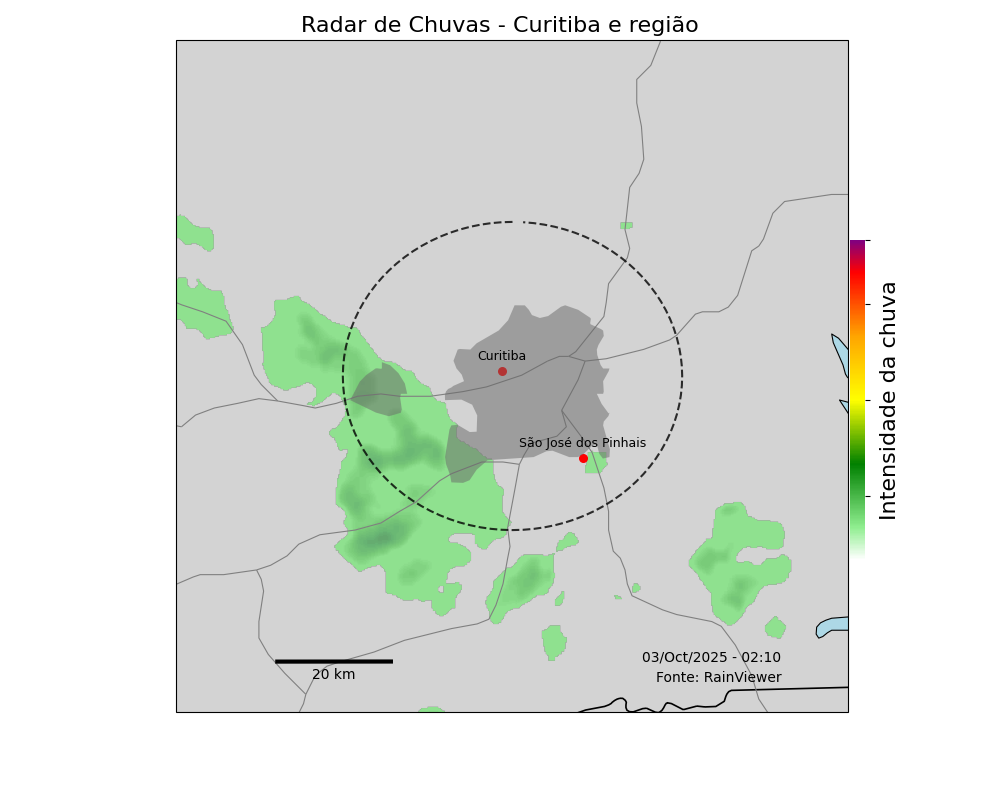 Radar de Chuvas - Curitiba e região
Curitiba
São José dos Pinhais
Intensidade da chuva
20 km
03/Oct/2025 - 02:10
Fonte: RainViewer